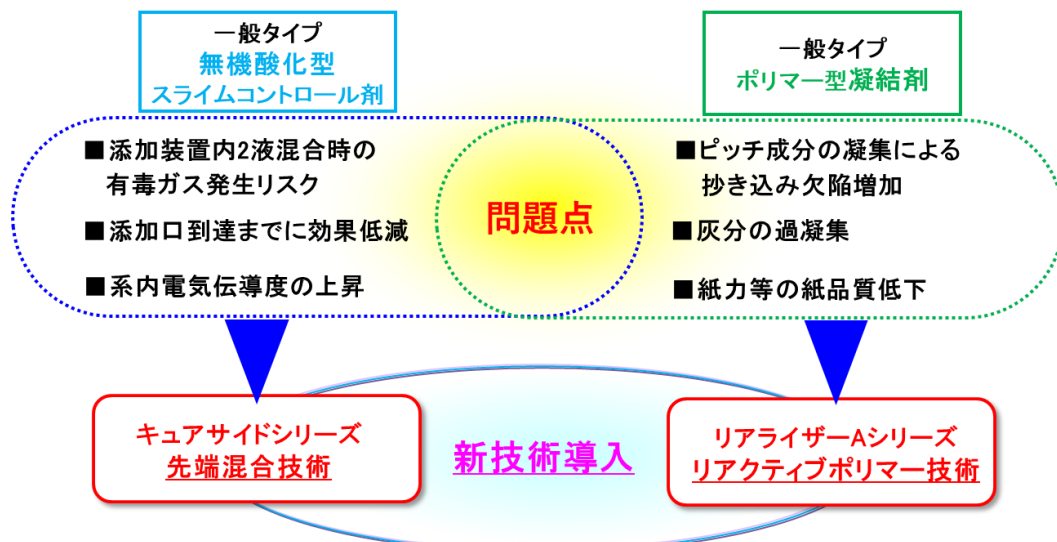 一般タイプ
無機酸化型
スライムコントロール剤
一般タイプ
ポリマー型凝結剤
■添加装置内2液混合時の
有毒ガス発生リスク
■添加口到達までに効果低減
■系内電気伝導度の上昇
問題点
■ピッチ成分の凝集による
抄き込み欠陥増加
■灰分の過凝集
■紙力等の紙品質低下
キュアサイドシリーズ
先端混合技術
新技術導入
リアライザーAシリーズ
リアクティブポリマー技術